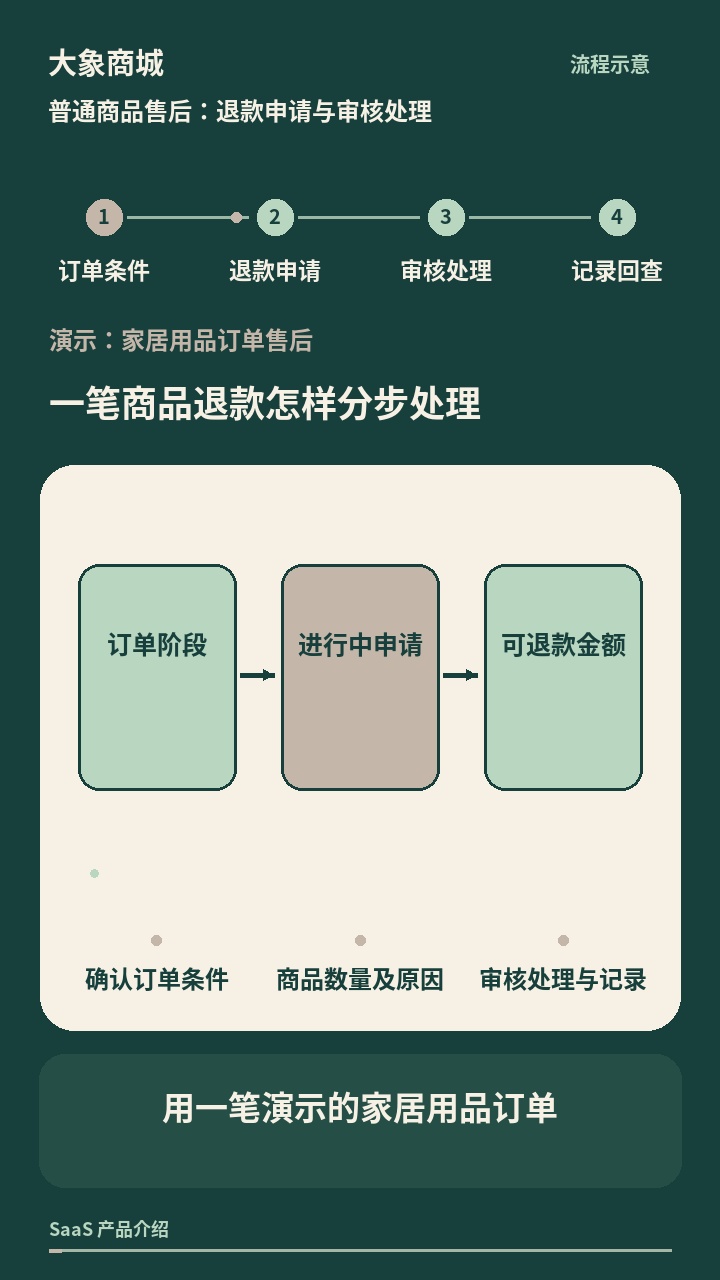 大象商城
流程示意
普通商品售后：退款申请与审核处理
1
2
3
4
订单条件
退款申请
审核处理
记录回查
演示：家居用品订单售后
一笔商品退款怎样分步处理
订单阶段
进行中申请
可退款金额
确认订单条件
商品数量及原因
审核处理与记录
用一笔演示的家居用品订单
SaaS 产品介绍